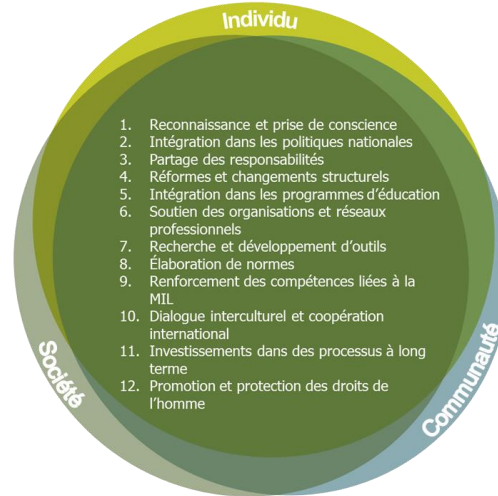 Individu
1. Reconnaissance et prise de conscience
2. Intégration dans les politiques nationales
3. Partage des responsabilités
4. Réformes et changements structurels
5. Intégration dans les programmes d'éducation
6. Soutien des organisations et réseaux
professionnels
7. Recherche et développement d'outils
8. Élaboration de normes
9. Renforcement des compétences liées à la
MIL
10. Dialogue interculturel et coopération
international
11. Investissements dans des processus à long
terme
12. Promotion et protection des droits de
l'homme
Société
Communauté